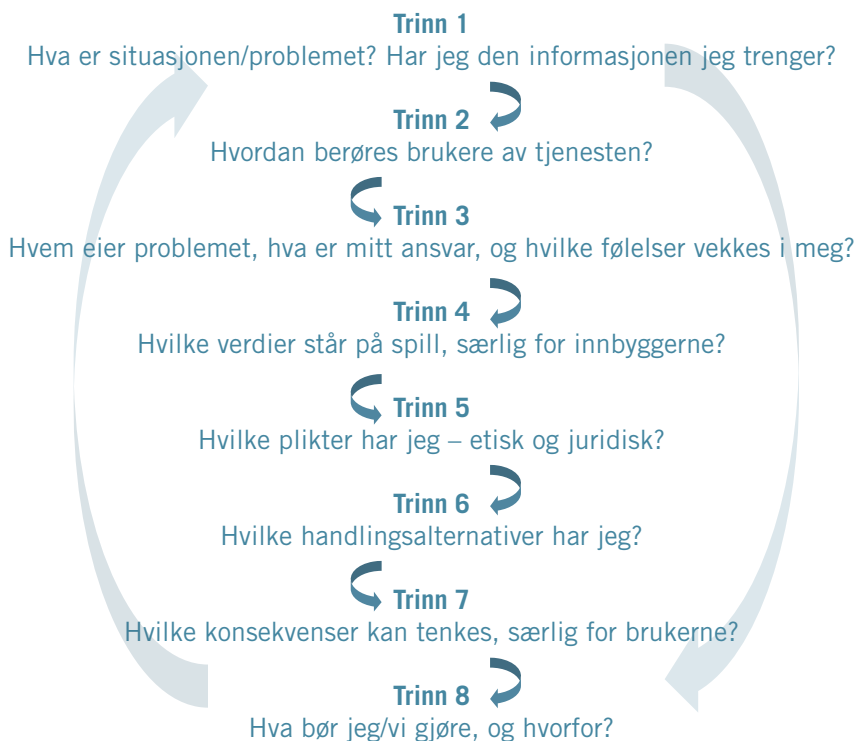 Trinn 1
Hva er situasjonen/problemet? Har jeg den informasjonen jeg trenger?
Trinn 2
Hvordan berøres brukere av tjenesten?
Trinn 3
Hvem eier problemet, hva er mitt ansvar, og hvilke følelser vekkes i meg?
Trinn 4
Hvilke verdier står på spill, særlig for innbyggerne?
Trinn 5
Hvilke plikter har jeg – etisk og juridisk?
Trinn 6
Hvilke handlingsalternativer har jeg?
Trinn 7
Hvilke konsekvenser kan tenkes, særlig for brukerne?
Trinn 8
Hva bør jeg/vi gjøre, og hvorfor?